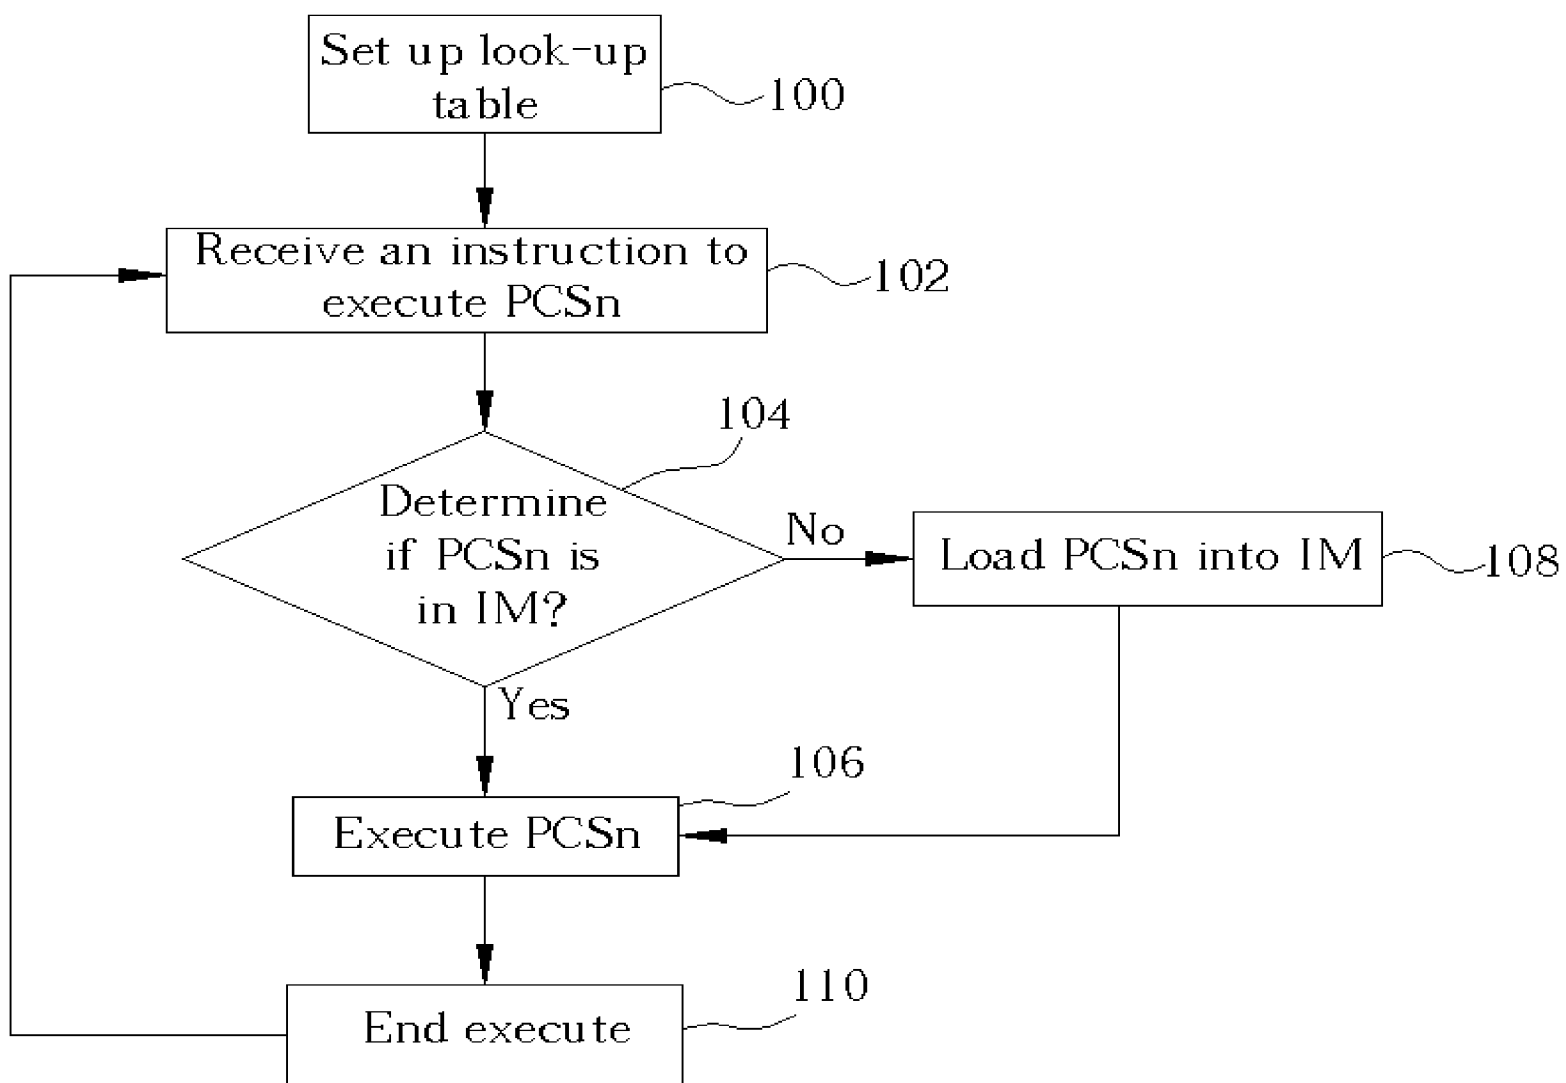 Set up look-up
table
100
Receive an instruction to
execute PCSn
102
104
Determine
if PCSn is
in IM?
No
Load PCSn into IM
108
Yes
106
Execute PCSn
110
End execute